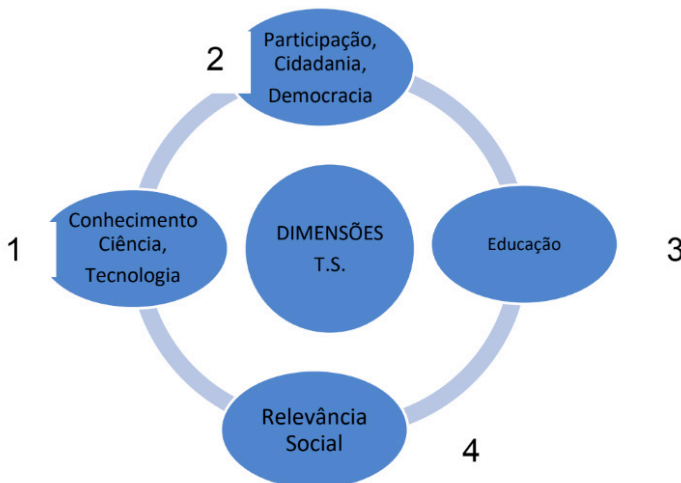 2
Participação,
Cidadania,
Democracia
1
Conhecimento
Ciência,
Tecnologia
DIMENSÕES
T.S.
Educação
3
Relevância
Social
4